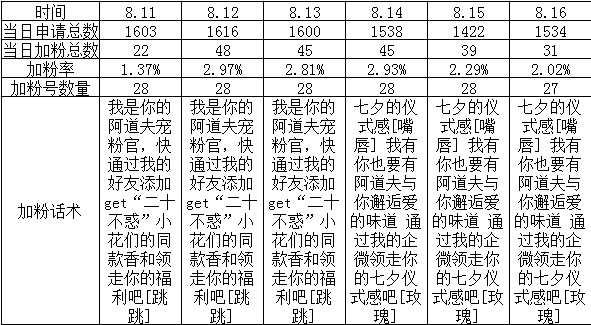 时间 8.11 8.12 8.13 8.14 8.15 8.16
当日申请总数 1603 1616 1600 1538 1422 1534
当日加粉总数 22 48 45 45 39 31
加粉率 1.37% 2.97% 2.81% 2.93% 2.29% 2.02%
加粉号数量 28 28 28 28 28 27
加粉话术
我是你的
阿道夫宠
粉官，快
通过我的
好友添加
get“二十
不惑”小
花们的同
款香和领
走你的福
利吧[跳
跳]
我是你的
阿道夫宠
粉官，快
通过我的
好友添加
get“二十
不惑”小
花们的同
款香和领
走你的福
利吧[跳
跳]
我是你的
阿道夫宠
粉官，快
通过我的
好友添加
get“二十
不惑”小
花们的同
款香和领
走你的福
利吧[跳
跳]
七夕的仪
式感[嘴
唇] 我有
你也要有
阿道夫与
你邂逅爱
的味道 通
过我的企
微领走你
的七夕仪
式感吧[玫
瑰]
七夕的仪
式感[嘴
唇] 我有
你也要有
阿道夫与
你邂逅爱
的味道 通
过我的企
微领走你
的七夕仪
式感吧[玫
瑰]
七夕的仪
式感[嘴
唇] 我有
你也要有
阿道夫与
你邂逅爱
的味道 通
过我的企
微领走你
的七夕仪
式感吧[玫
瑰]